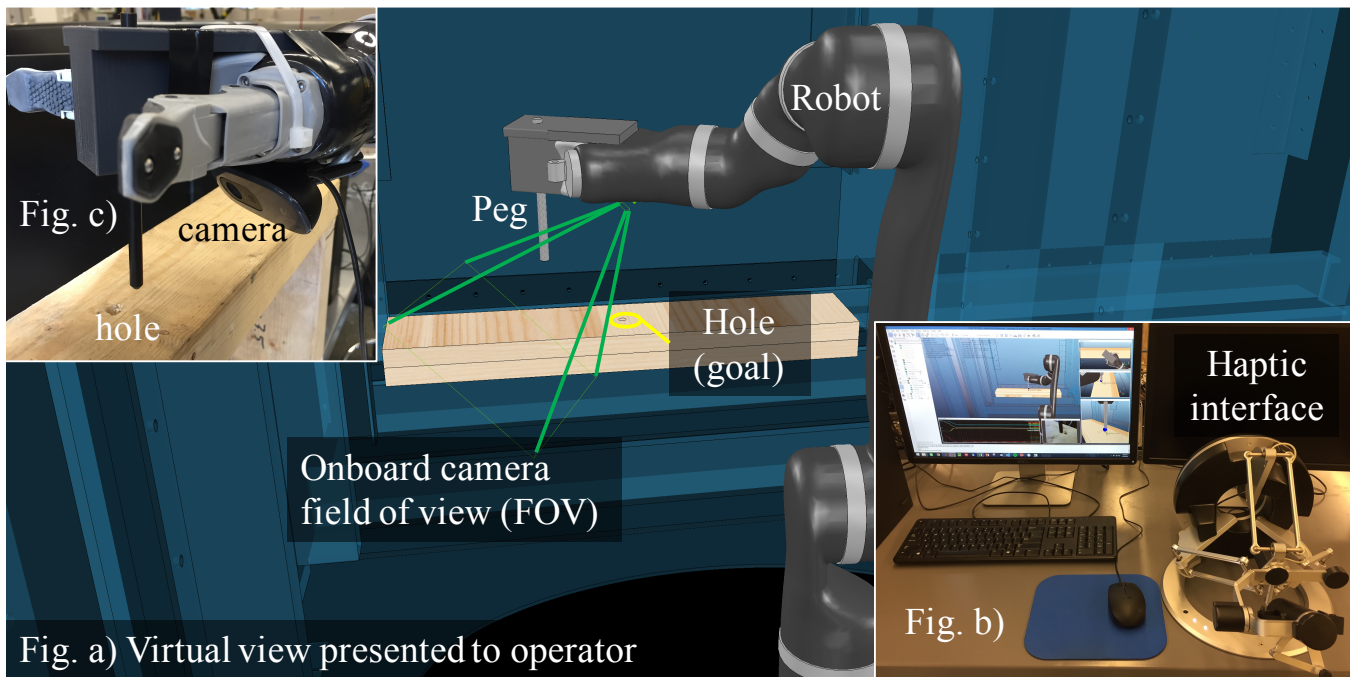 Fig. c)
camera
hole
Robot
Peg
Hole
(goal)
Onboard camera
field of view (FOV)
Haptic
interface
Fig. b)
Fig. a) Virtual view presented to operator